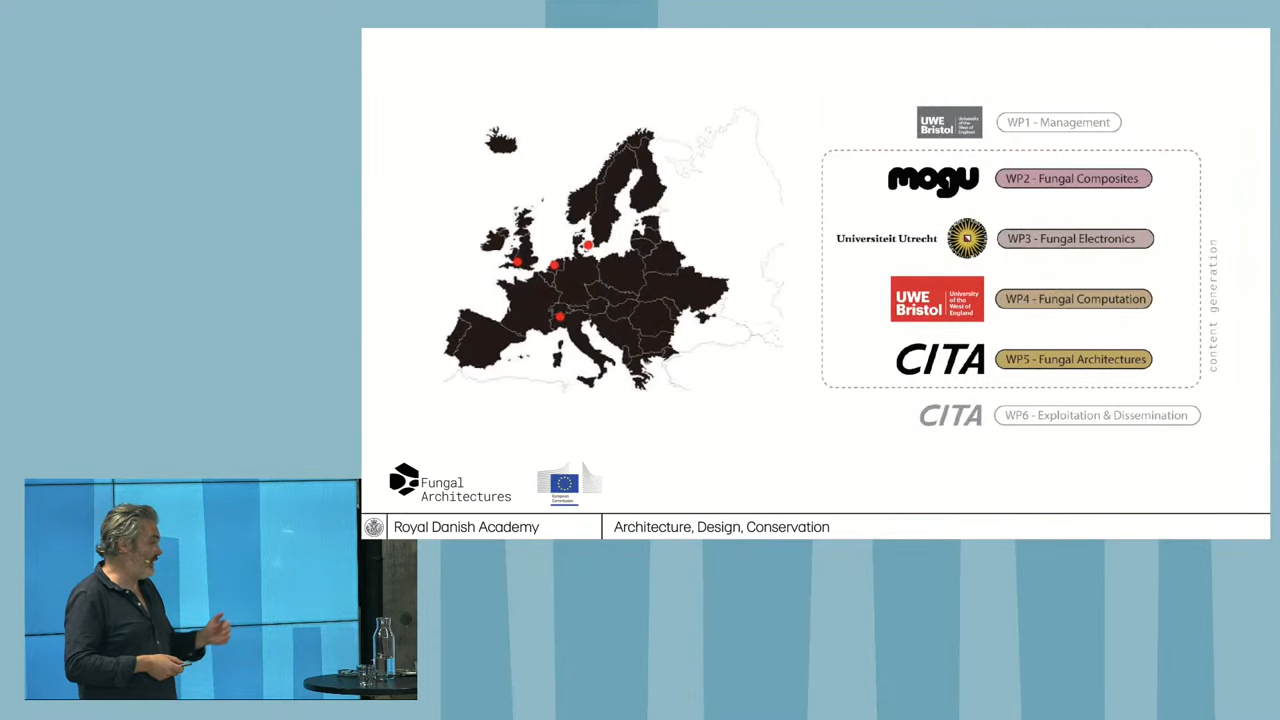 UWE
Bristol
University
of the
West of
England
WP1 - Management
mogu
WP2 - Fungal Composites
Universiteit Utrecht
WP3 - Fungal Electronics
UWE
Bristol
University
of the
West of
England
WP4 - Fungal Computation
CITA
WP5 - Fungal Architectures
CITA
WP6 - Exploitation & Dissemination
content generation
Fungal
Architectures
European
Commission
Royal Danish Academy
Architecture, Design, Conservation